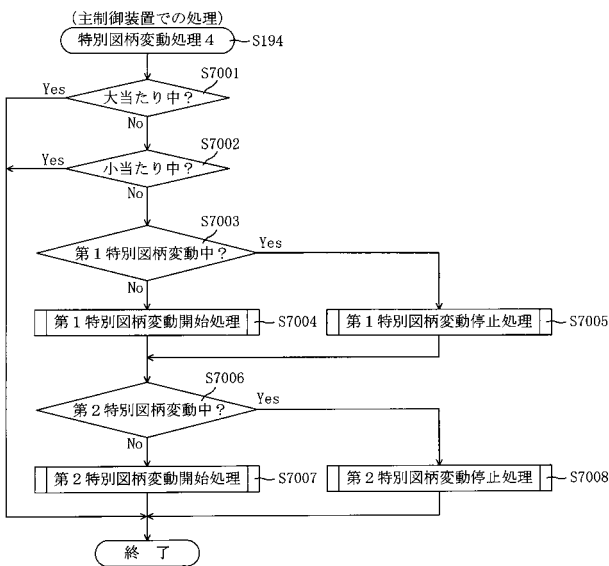 (主制御装置での処理)
特別図柄変動処理4
S194
S7001
Yes
大当たり中?
No
S7002
Yes
小当たり中?
No
S7003
第1特別図柄変動中?
Yes
No
第1特別図柄変動開始処理
S7004
第1特別図柄変動停止処理
S7005
S7006
第2特別図柄変動中?
Yes
No
第2特別図柄変動開始処理
S7007
第2特別図柄変動停止処理
S7008
終 了